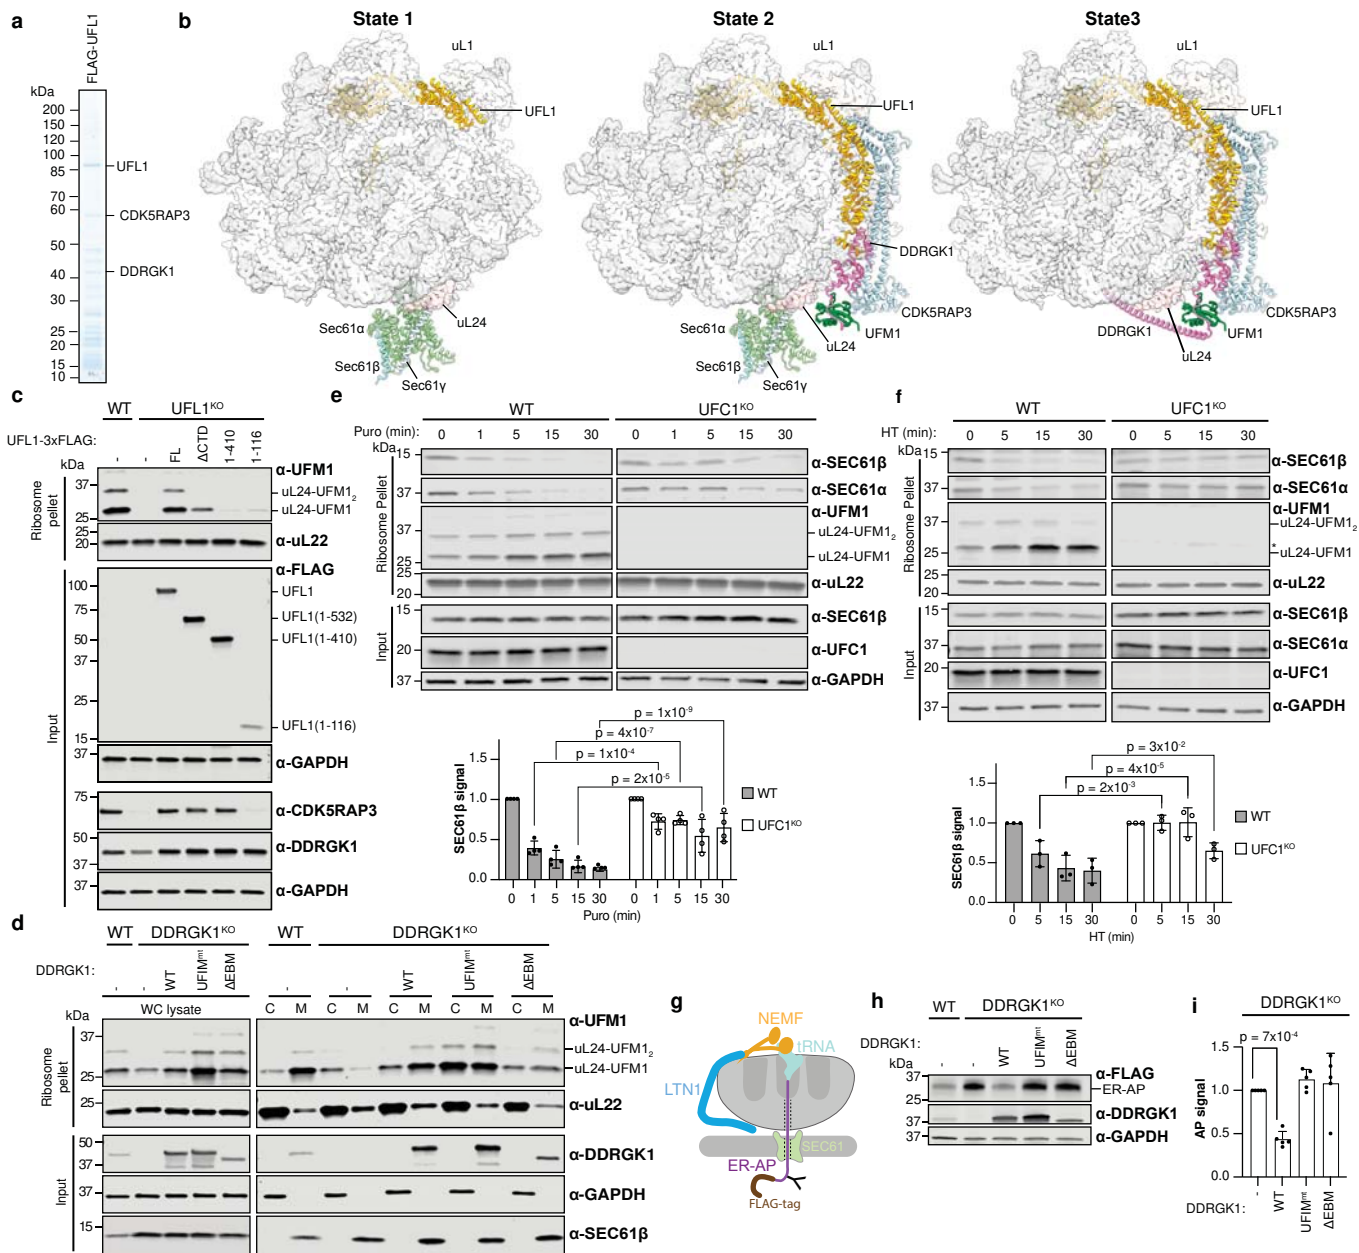 a
FLAG-UFL1
kDa
200
150
120
100
85
70
60
50
40
30
25
20
15
10
UFL1
CDK5RAP3
DDRGK1
b
State 1
State 2
State3
uL1
UFL1
uL24
Sec61α
Sec61β
Sec61γ
uL1
UFL1
DDRGK1
CDK5RAP3
UFM1
uL24
Sec61α
Sec61β
Sec61γ
uL1
UFL1
CDK5RAP3
UFM1
DDRGK1
uL24
c
WT
UFL1KO
UFL1-3xFLAG:
- - FL ΔCTD 1-410 1-116
kDa
α-UFM1
37
uL24-UFM1₂
uL24-UFM1
25
Ribosome pellet
25
20
α-uL22
α-FLAG
100
UFL1
75
UFL1(1-532)
50
UFL1(1-410)
37
25
UFL1(1-116)
15
Input
37
α-GAPDH
75
α-CDK5RAP3
50
37
α-DDRGK1
37
α-GAPDH
d
WT
DDRGK1KO
WT
DDRGK1KO
DDRGK1:
- - WT UFIMmt ΔEBM
- - WT UFIMmt ΔEBM
WC lysate
C M C M C M C M C M
kDa
α-UFM1
37
uL24-UFM1₂
uL24-UFM1
25
Ribosome pellet
25
α-uL22
50
37
α-DDRGK1
Input
37
α-GAPDH
15
α-SEC61β
e
WT
UFC1KO
Puro (min):
0 1 5 15 30 0 1 5 15 30
kDa
15
α-SEC61β
37
α-SEC61α
α-UFM1
37
uL24-UFM1₂
25
uL24-UFM1
Ribosome Pellet
25
20
α-uL22
15
α-SEC61β
20
α-UFC1
37
α-GAPDH
Input
p = 1x10-9
p = 4x10-7
p = 1x10-4
p = 2x10-5
SEC61β signal
1.5
1.0
0.5
0.0
0 1 5 15 30 0 1 5 15 30
Puro (min)
WT
UFC1KO
f
WT
UFC1KO
HT (min):
0 5 15 30 0 5 15 30
kDa
15
α-SEC61β
37
α-SEC61α
α-UFM1
37
uL24-UFM1₂
*
25
uL24-UFM1
Ribosome Pellet
25
20
α-uL22
15
α-SEC61β
37
α-SEC61α
20
α-UFC1
37
α-GAPDH
Input
p = 3x10-2
p = 4x10-5
p = 2x10-3
SEC61β signal
1.5
1.0
0.5
0.0
0 5 15 30 0 5 15 30
HT (min)
WT
UFC1KO
g
NEMF
tRNA
LTN1
SEC61
ER-AP
FLAG-tag
h
WT
DDRGK1KO
DDRGK1:
- - WT UFIMmt ΔEBM
kDa
37
α-FLAG
ER-AP
25
37
α-DDRGK1
37
α-GAPDH
i
DDRGK1KO
p = 7x10-4
AP signal
1.5
1.0
0.5
0.0
DDRGK1:
- WT UFIMmt ΔEBM